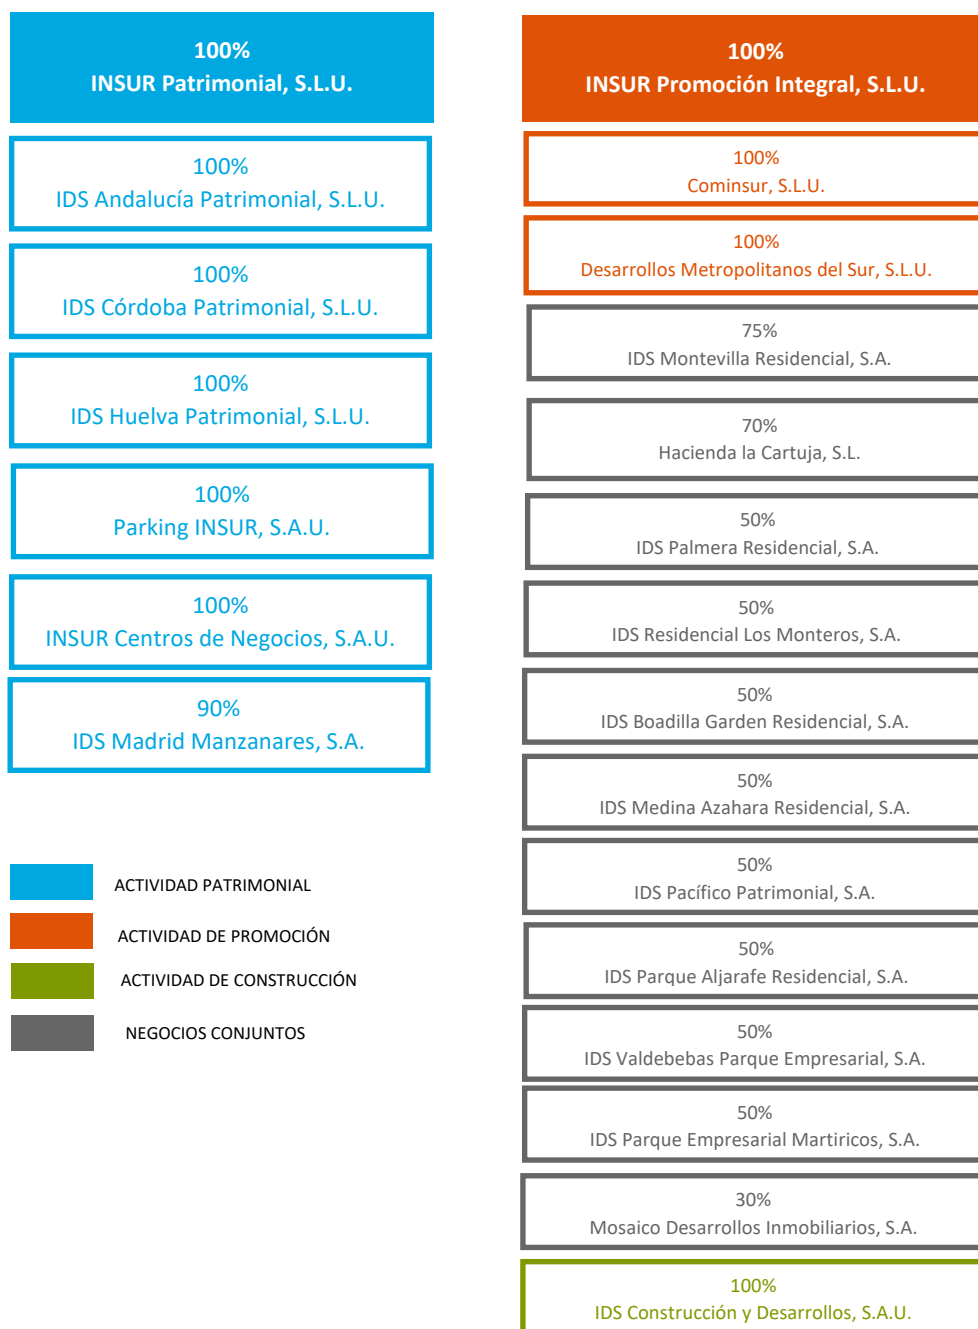 100%
INSUR Patrimonial, S.L.U.
100%
IDS Andalucía Patrimonial, S.L.U.
100%
IDS Córdoba Patrimonial, S.L.U.
100%
IDS Huelva Patrimonial, S.L.U.
100%
Parking INSUR, S.A.U.
100%
INSUR Centros de Negocios, S.A.U.
90%
IDS Madrid Manzanares, S.A.
ACTIVIDAD PATRIMONIAL
ACTIVIDAD DE PROMOCIÓN
ACTIVIDAD DE CONSTRUCCIÓN
NEGOCIOS CONJUNTOS
100%
INSUR Promoción Integral, S.L.U.
100%
Cominsur, S.L.U.
100%
Desarrollos Metropolitanos del Sur, S.L.U.
75%
IDS Montevilla Residencial, S.A.
70%
Hacienda la Cartuja, S.L.
50%
IDS Palmera Residencial, S.A.
50%
IDS Residencial Los Monteros, S.A.
50%
IDS Boadilla Garden Residencial, S.A.
50%
IDS Medina Azahara Residencial, S.A.
50%
IDS Pacífico Patrimonial, S.A.
50%
IDS Parque Aljarafe Residencial, S.A.
50%
IDS Valdebebas Parque Empresarial, S.A.
50%
IDS Parque Empresarial Martiricos, S.A.
30%
Mosaico Desarrollos Inmobiliarios, S.A.
100%
IDS Construcción y Desarrollos, S.A.U.